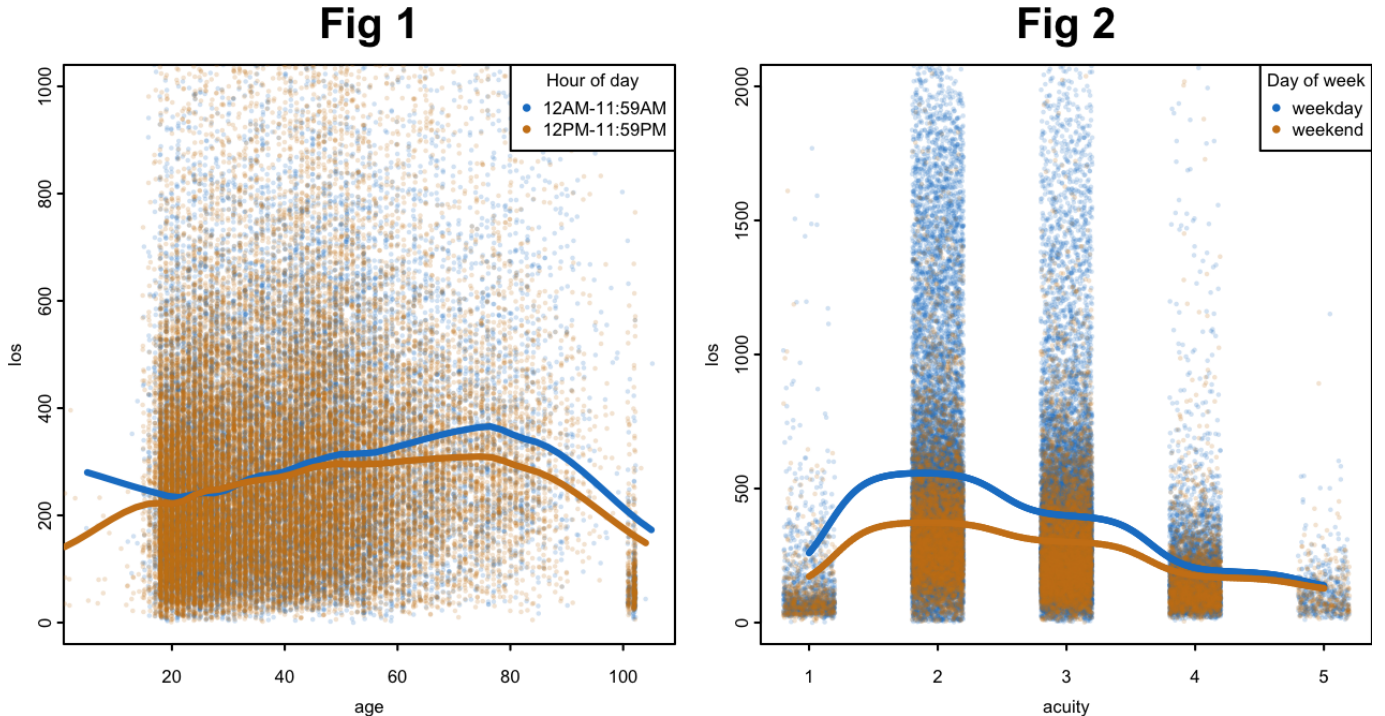 Fig 1
Hour of day
12AM-11:59AM
12PM-11:59PM
1000
800
600
400
200
0
los
20 40 60 80 100
age
Fig 2
Day of week
weekday
weekend
2000
1500
1000
500
0
los
1 2 3 4 5
acuity